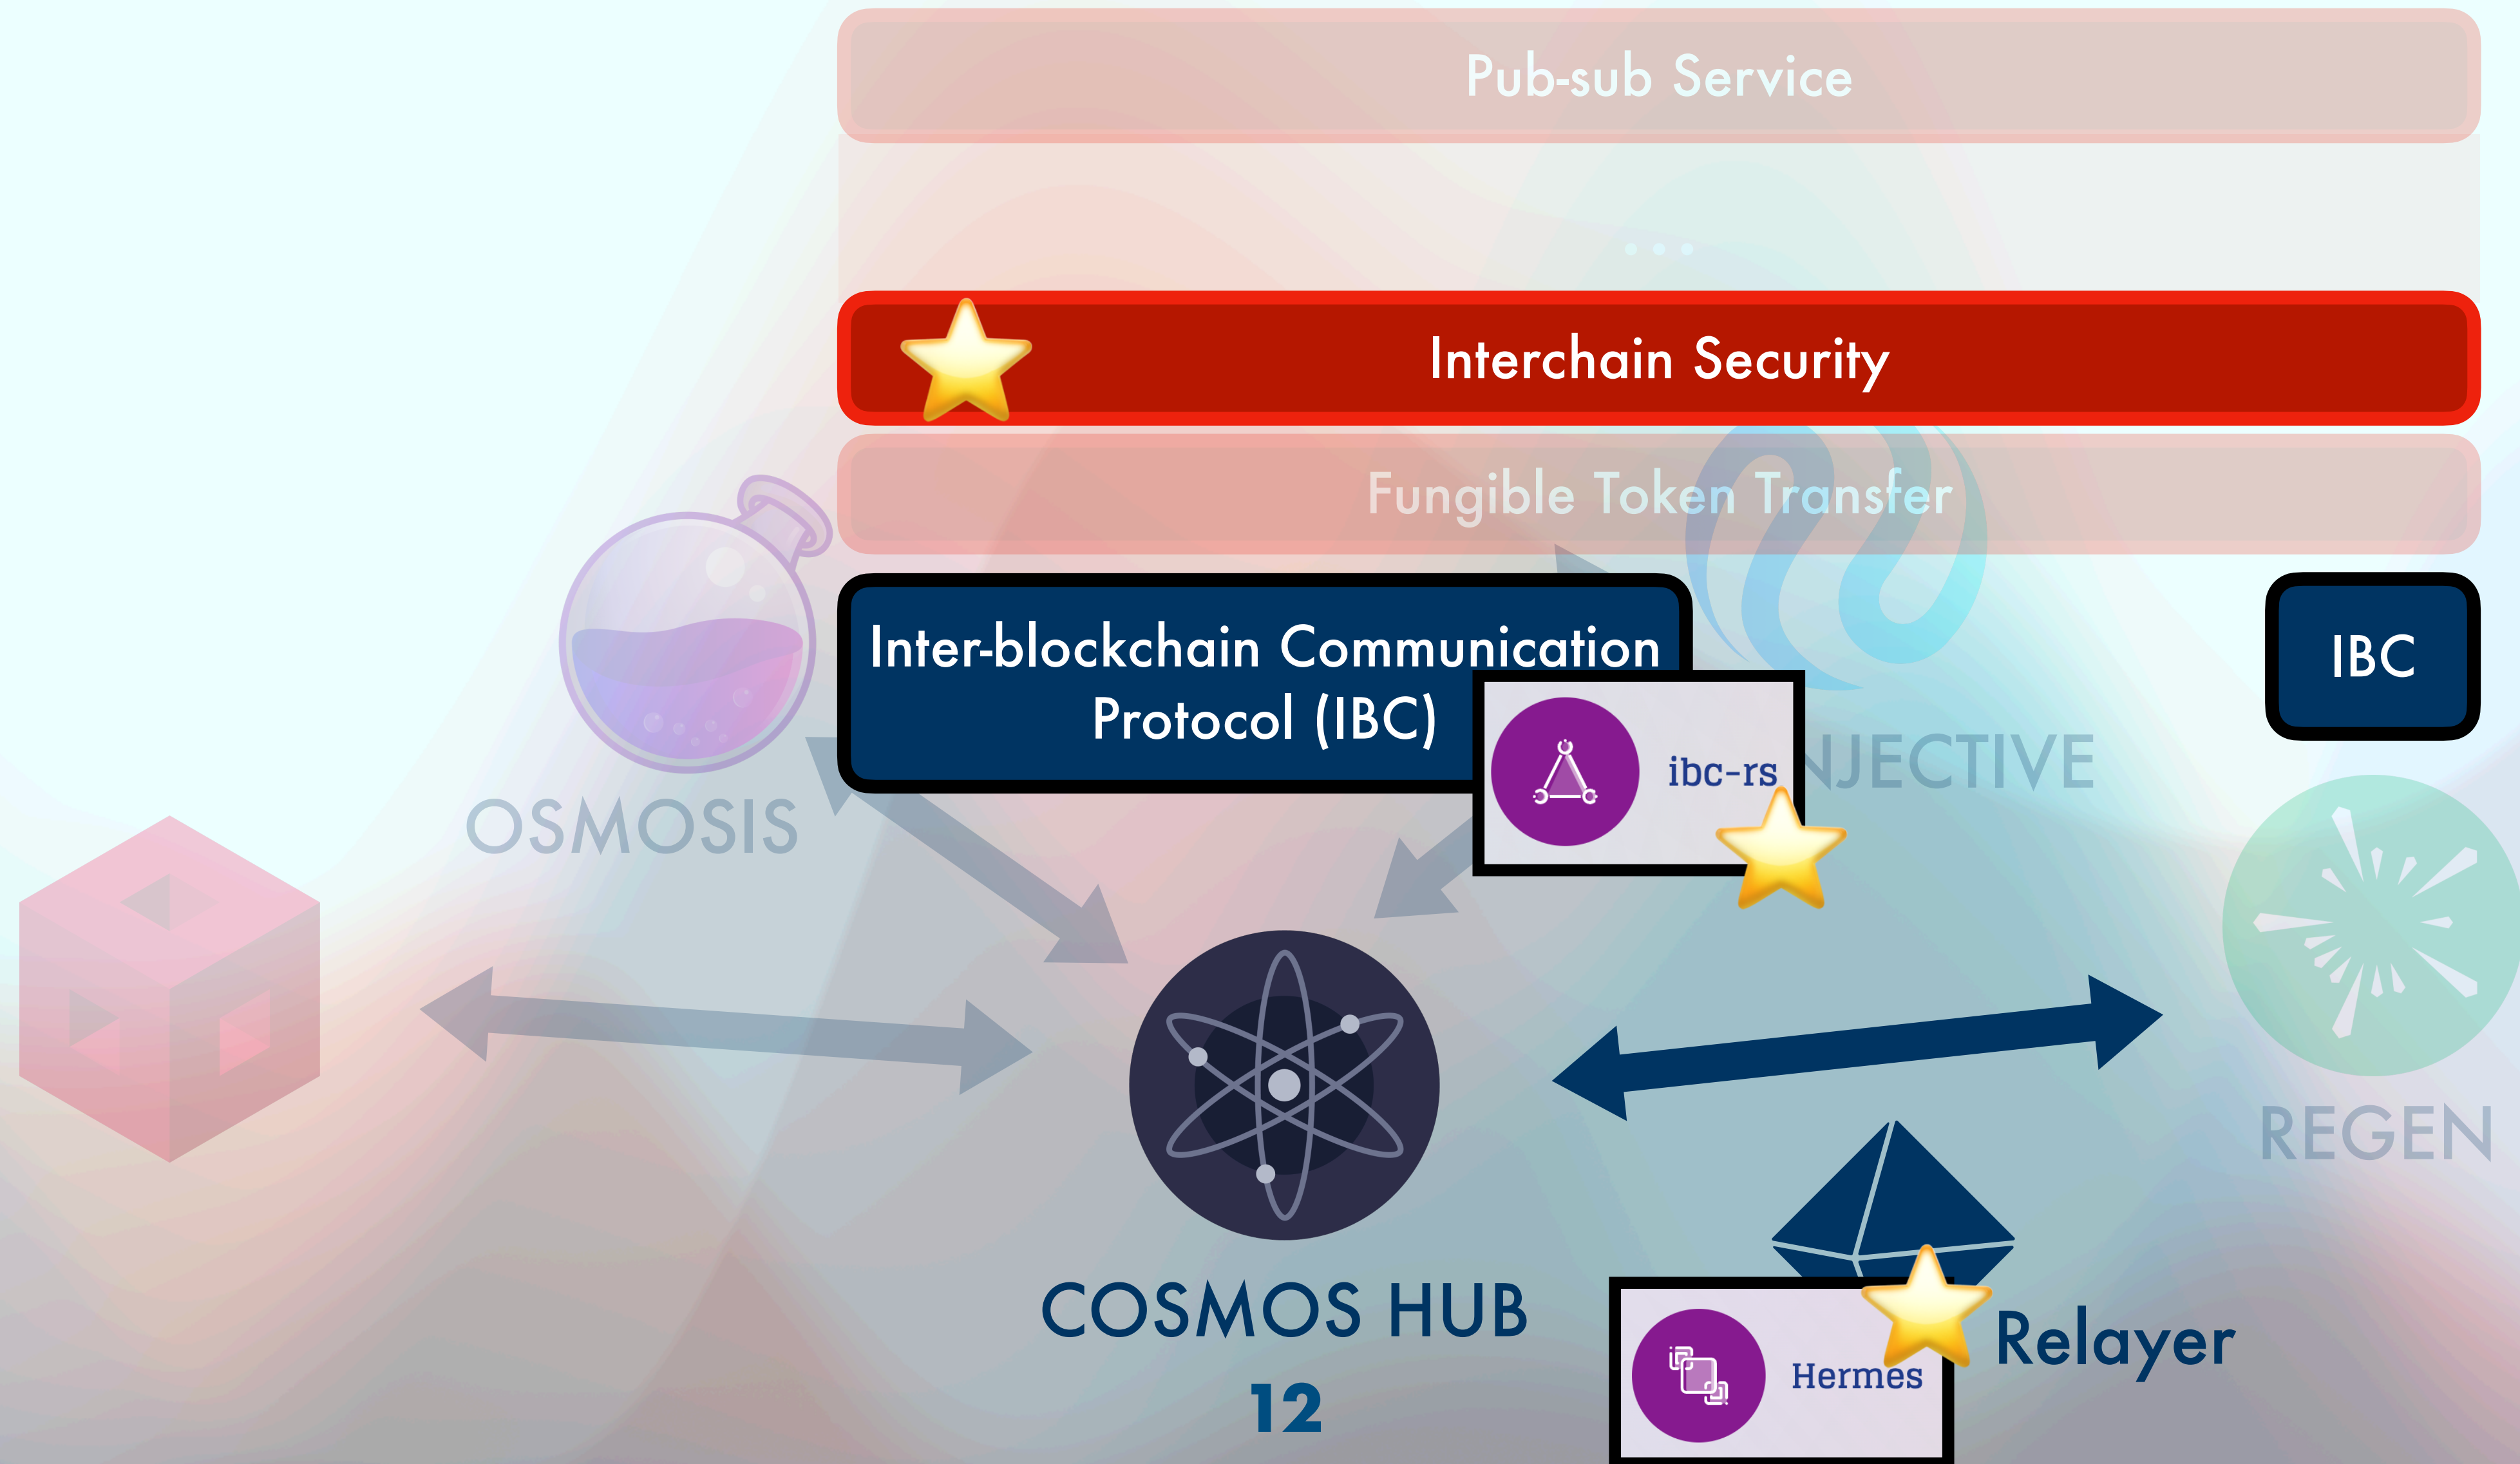 Pub-sub Service
...
Interchain Security
Fungible Token Transfer
Inter-blockchain Communication
Protocol (IBC)
IBC
ibc-rs
NJECTIVE
OSMOSIS
REGEN
COSMOS HUB
Relayer
Hermes
12